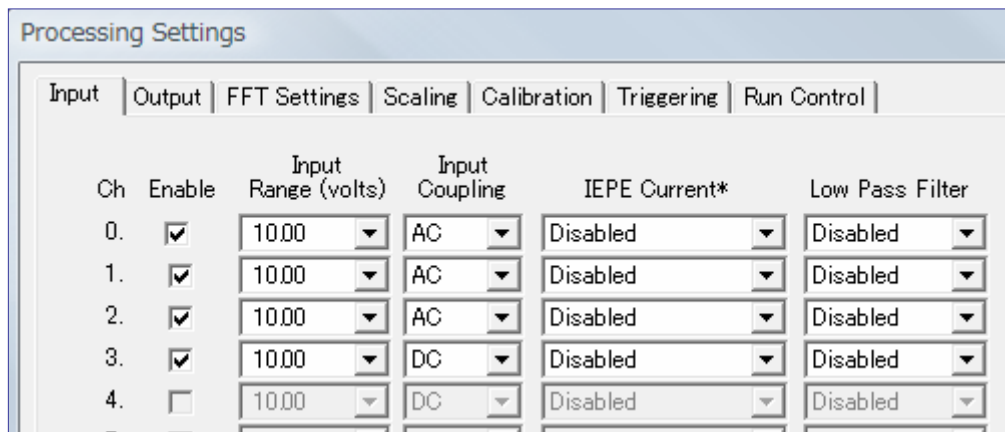 Processing Settings
Input Output FFT Settings Scaling Calibration Triggering Run Control
Input Input
Ch Enable Range (volts) Coupling IEPE Current* Low Pass Filter
0. 10.00 AC Disabled Disabled
1. 10.00 AC Disabled Disabled
2. 10.00 AC Disabled Disabled
3. 10.00 DC Disabled Disabled
4. 10.00 DC Disabled Disabled